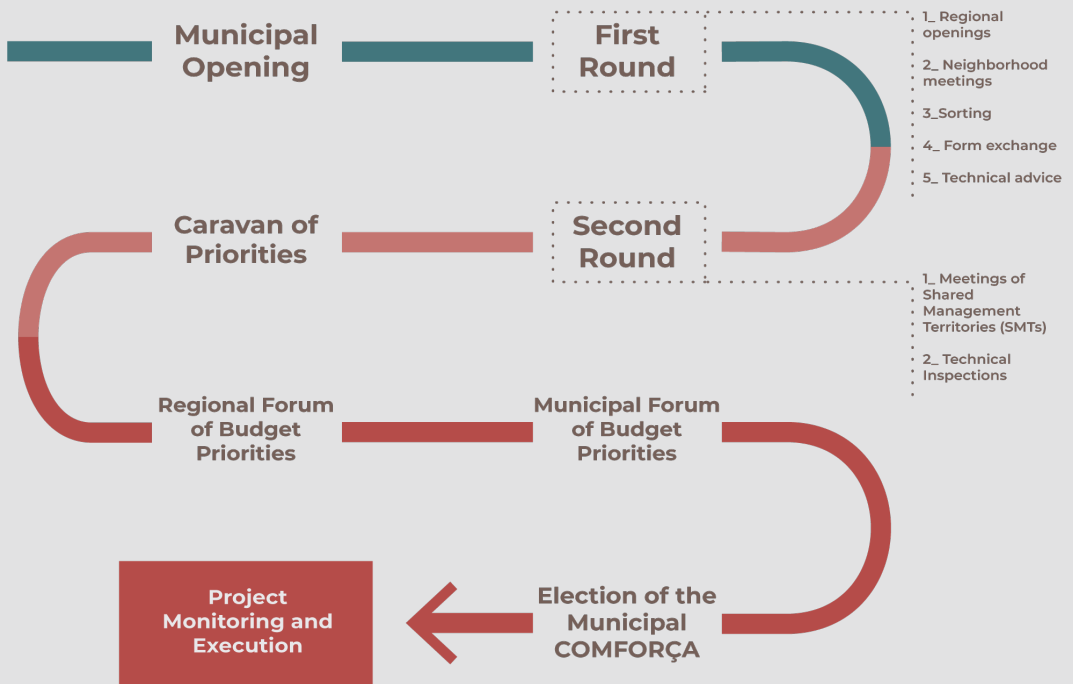 Municipal
Opening
First
Round
1_ Regional
openings
2_ Neighborhood
meetings
3_Sorting
4_ Form exchange
5_ Technical advice
Second
Round
1_ Meetings of
Shared
Management
Territories (SMTs)
2_ Technical
Inspections
Caravan of
Priorities
Regional Forum
of Budget
Priorities
Municipal Forum
of Budget
Priorities
Election of the
Municipal
COMFORÇA
Project
Monitoring and
Execution